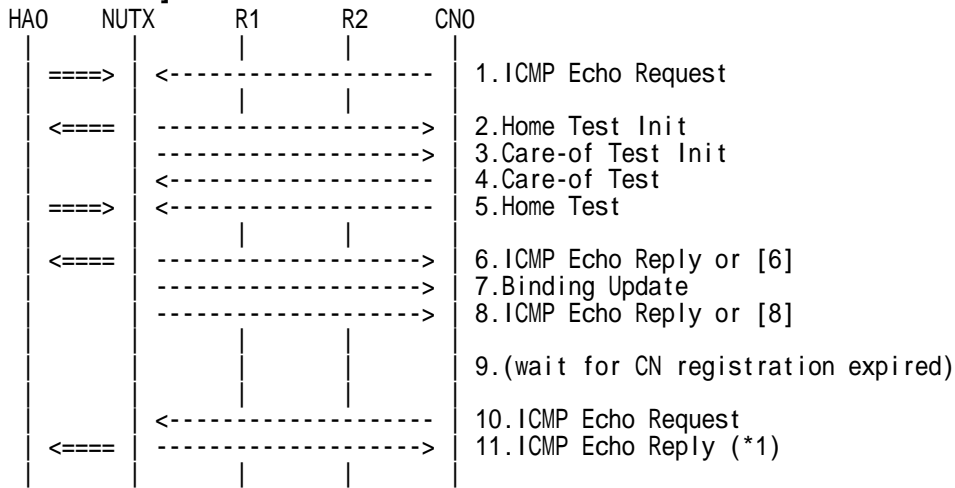 HA0 NUTX R1 R2 CN0
| | | | |
| ====> | <--------------------- | 1.ICMP Echo Request
| | | | |
| <==== | ---------------------> | 2.Home Test Init
| | ---------------------> | 3.Care-of Test Init
| | <--------------------- | 4.Care-of Test
| ====> | <--------------------- | 5.Home Test
| | | | |
| <==== | ---------------------> | 6.ICMP Echo Reply or [6]
| | ---------------------> | 7.Binding Update
| | ---------------------> | 8.ICMP Echo Reply or [8]
| | | | |
| | | | | 9.(wait for CN registration expired)
| | | | |
| | <--------------------- | 10.ICMP Echo Request
| <==== | ---------------------> | 11.ICMP Echo Reply (*1)
| | | | |